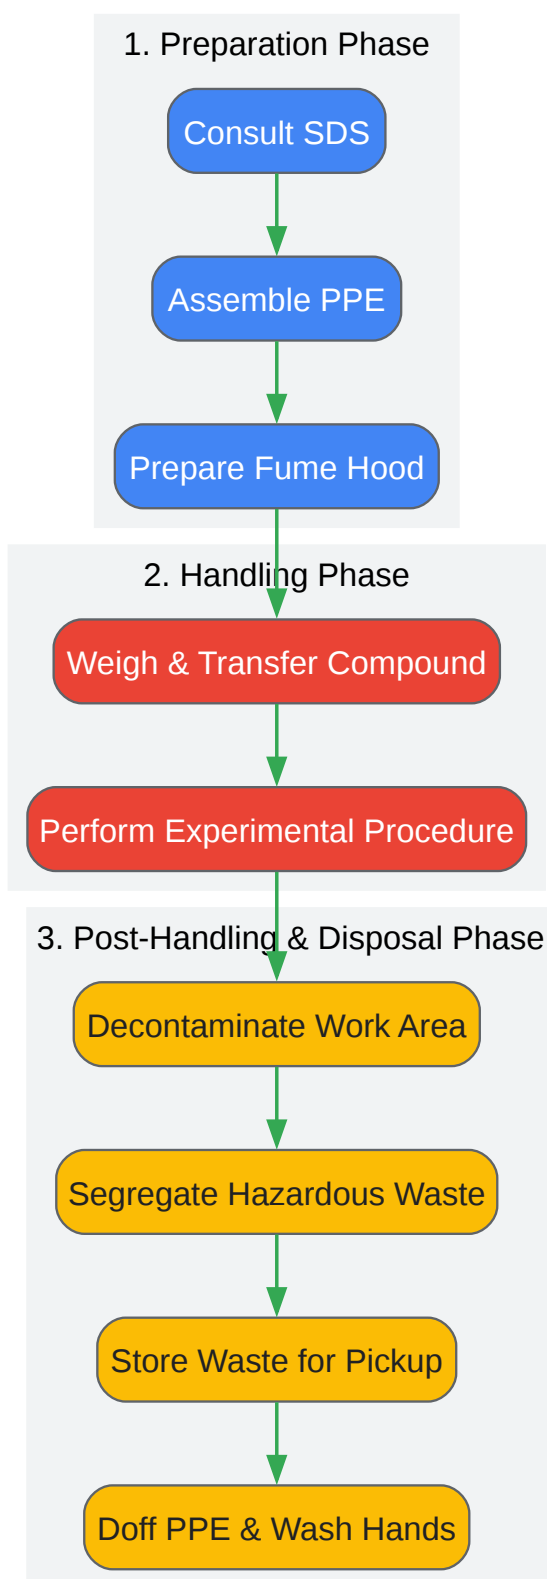 1. Preparation Phase
Consult SDS
Assemble PPE
Prepare Fume Hood
2. Handling Phase
Weigh & Transfer Compound
Perform Experimental Procedure
3. Post-Handling & Disposal Phase
Decontaminate Work Area
Segregate Hazardous Waste
Store Waste for Pickup
Doff PPE & Wash Hands